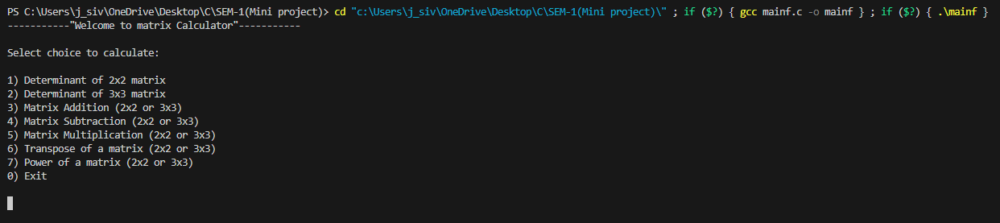 PS C:\Users\j_siv\OneDrive\Desktop\C\SEM-1(Mini project)> cd "c:\Users\j_siv\OneDrive\Desktop\C\SEM-1(Mini project)\" ; if ($?) { gcc mainf.c -o mainf } ; if ($?) { .\mainf }
-----------"Welcome to matrix Calculator"-----------
Select choice to calculate:
1) Determinant of 2x2 matrix
2) Determinant of 3x3 matrix
3) Matrix Addition (2x2 or 3x3)
4) Matrix Subtraction (2x2 or 3x3)
5) Matrix Multiplication (2x2 or 3x3)
6) Transpose of a matrix (2x2 or 3x3)
7) Power of a matrix (2x2 or 3x3)
0) Exit